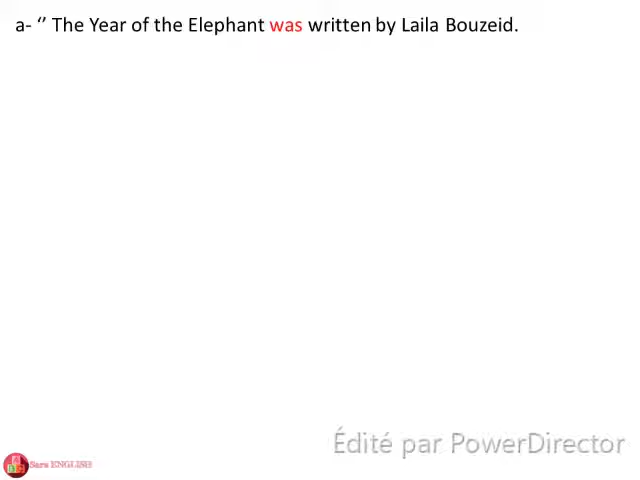 a- ‘’ The Year of the Elephant was written by Laila Bouzeid.
Édité par PowerDirector
Sara ENGLISH